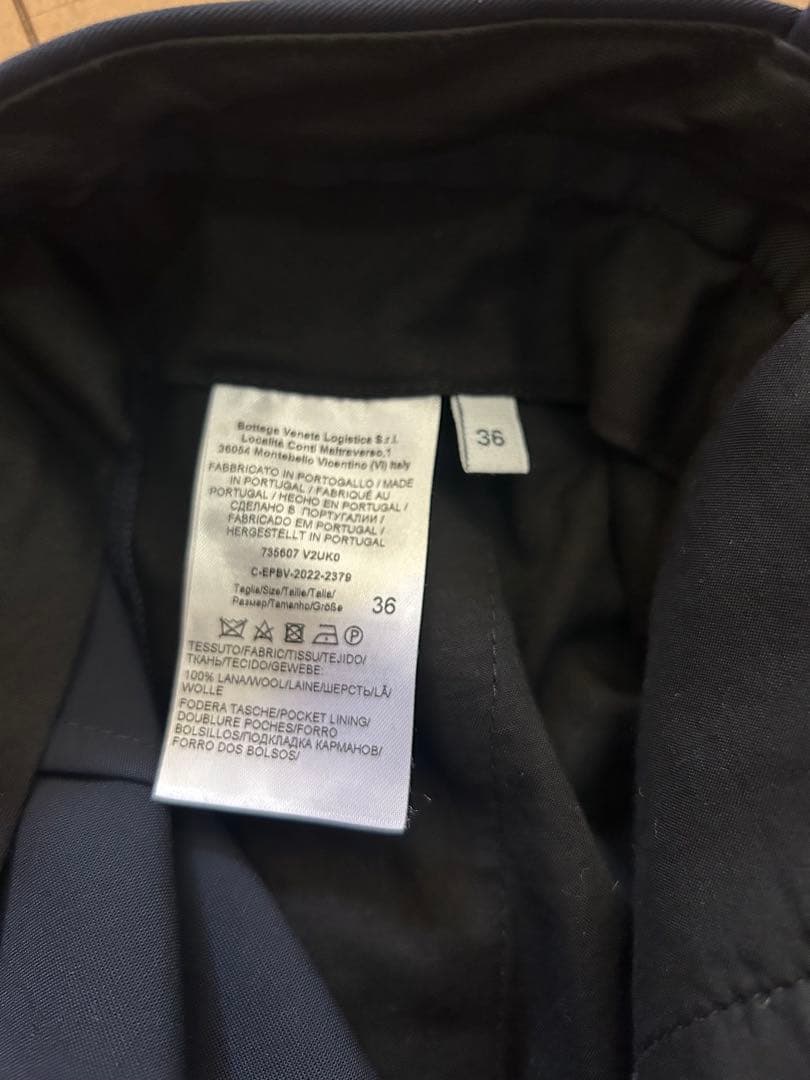 Bottega Veneta Logistica S.r.l.
Località Conti Maltraverso,1
36054 Montebello Vicentino (VI) Italy
FABBRICATO IN PORTOGALLO / MADE
IN PORTUGAL / FABRIQUÉ AU
PORTUGAL / HECHO EN PORTUGAL /
СДЕЛАНО В ПОРТУГАЛИИ /
FABRICADO EM PORTUGAL /
HERGESTELLT IN PORTUGAL
735607 V2UK0
C-EPBV-2022-2379
Taglia/Size/Taille/Talla/
Размер/Tamanho/Größe 36
TESSUTO/FABRIC/TISSU/TEJIDO/
ТКАНЬ/TECIDO/GEWEBE:
100% LANA/WOOL/LAINE/ШЕРСТЬ/LÃ/
WOLLE
FODERA TASCHE/POCKET LINING/
DOUBLURE POCHES/FORRO
BOLSILLOS/ПОДКЛАДКА КАРМАНОВ/
FORRO DOS BOLSOS/
36